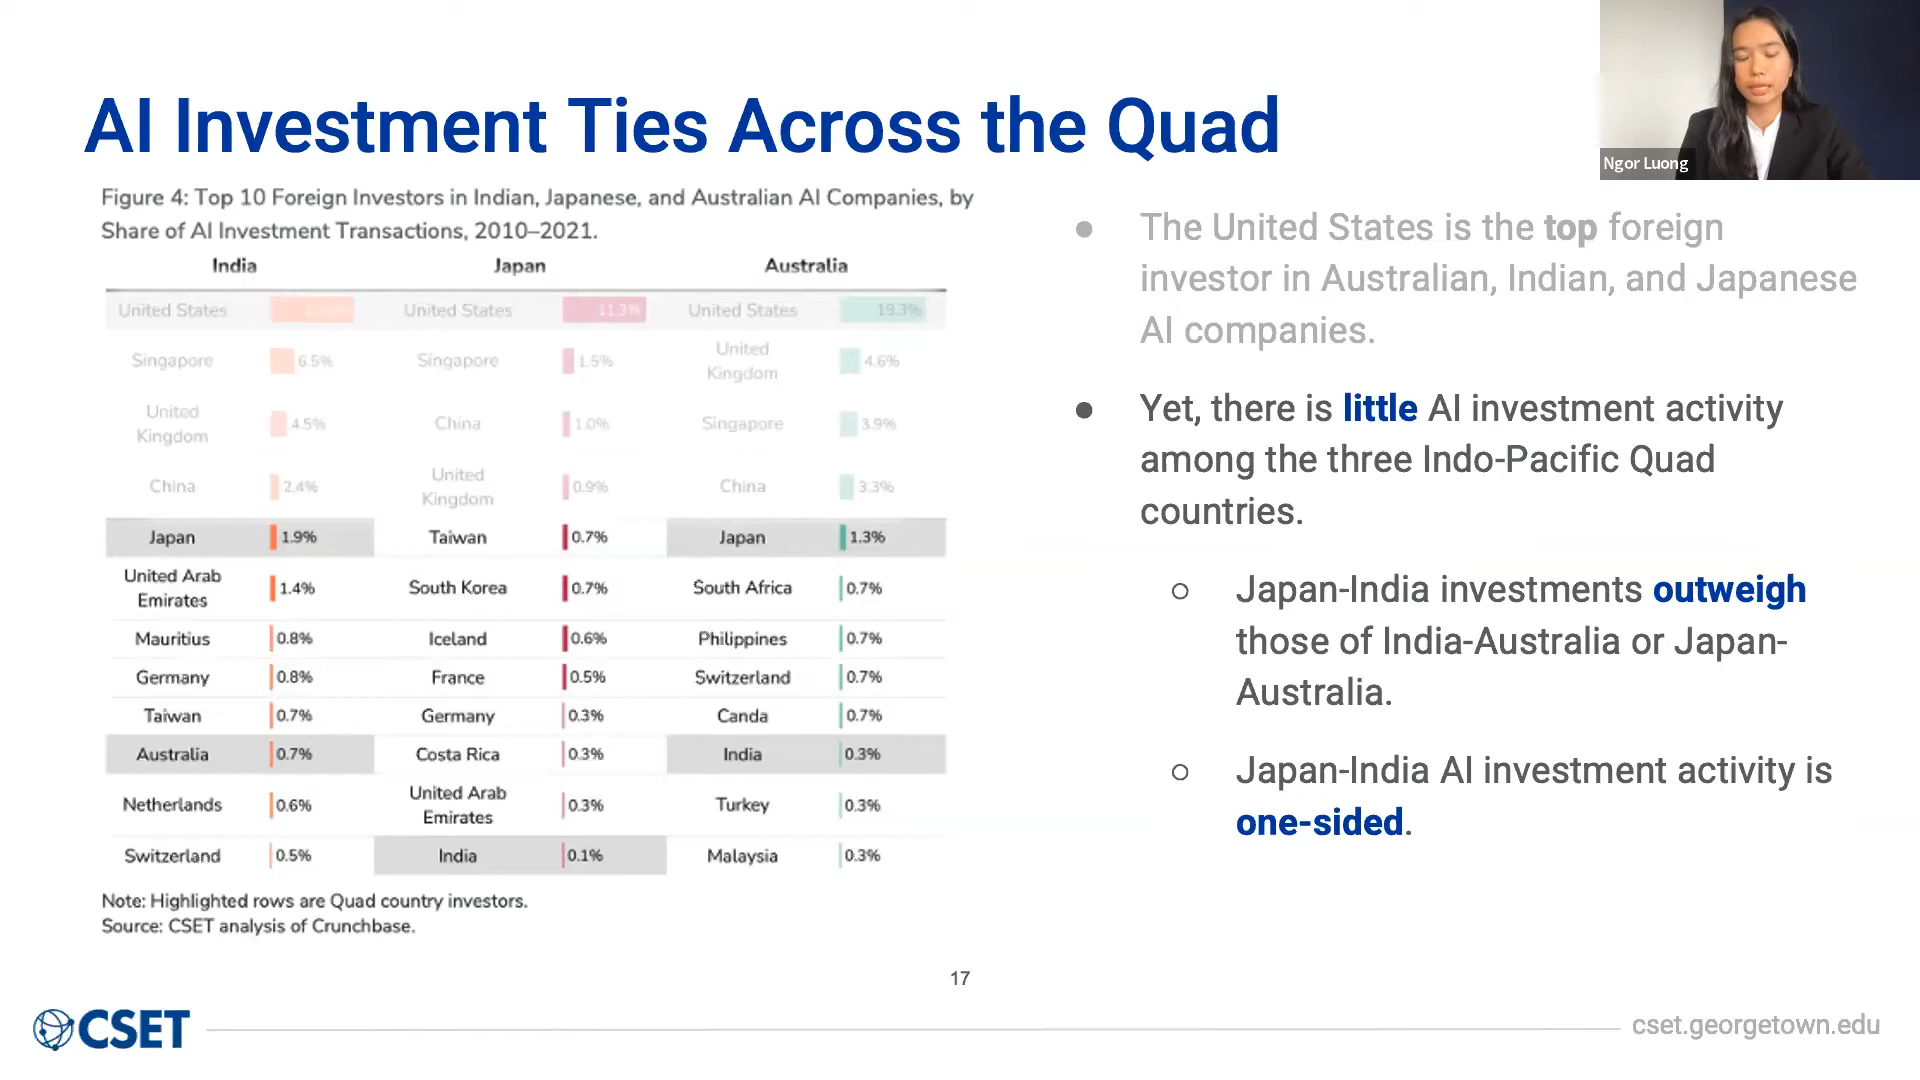 AI Investment Ties Across the Quad
Ngor Luong
Figure 4: Top 10 Foreign Investors in Indian, Japanese, and Australian AI Companies, by
Share of AI Investment Transactions, 2010–2021.
India Japan Australia
United States United States 11.3% United States 19.3%
Singapore 6.5% Singapore 1.5% United
Kingdom 4.6%
United
Kingdom 4.5% China 1.0% Singapore 3.9%
China 2.4% United
Kingdom 0.9% China 3.3%
Japan 1.9% Taiwan 0.7% Japan 1.3%
United Arab
Emirates 1.4% South Korea 0.7% South Africa 0.7%
Mauritius 0.8% Iceland 0.6% Philippines 0.7%
Germany 0.8% France 0.5% Switzerland 0.7%
Taiwan 0.7% Germany 0.3% Canda 0.7%
Australia 0.7% Costa Rica 0.3% India 0.3%
Netherlands 0.6% United Arab
Emirates 0.3% Turkey 0.3%
Switzerland 0.5% India 0.1% Malaysia 0.3%
Note: Highlighted rows are Quad country investors.
Source: CSET analysis of Crunchbase.
● The United States is the top foreign
investor in Australian, Indian, and Japanese
AI companies.
● Yet, there is little AI investment activity
among the three Indo-Pacific Quad
countries.
○ Japan-India investments outweigh
those of India-Australia or Japan-
Australia.
○ Japan-India AI investment activity is
one-sided.
17
CSET
cset.georgetown.edu